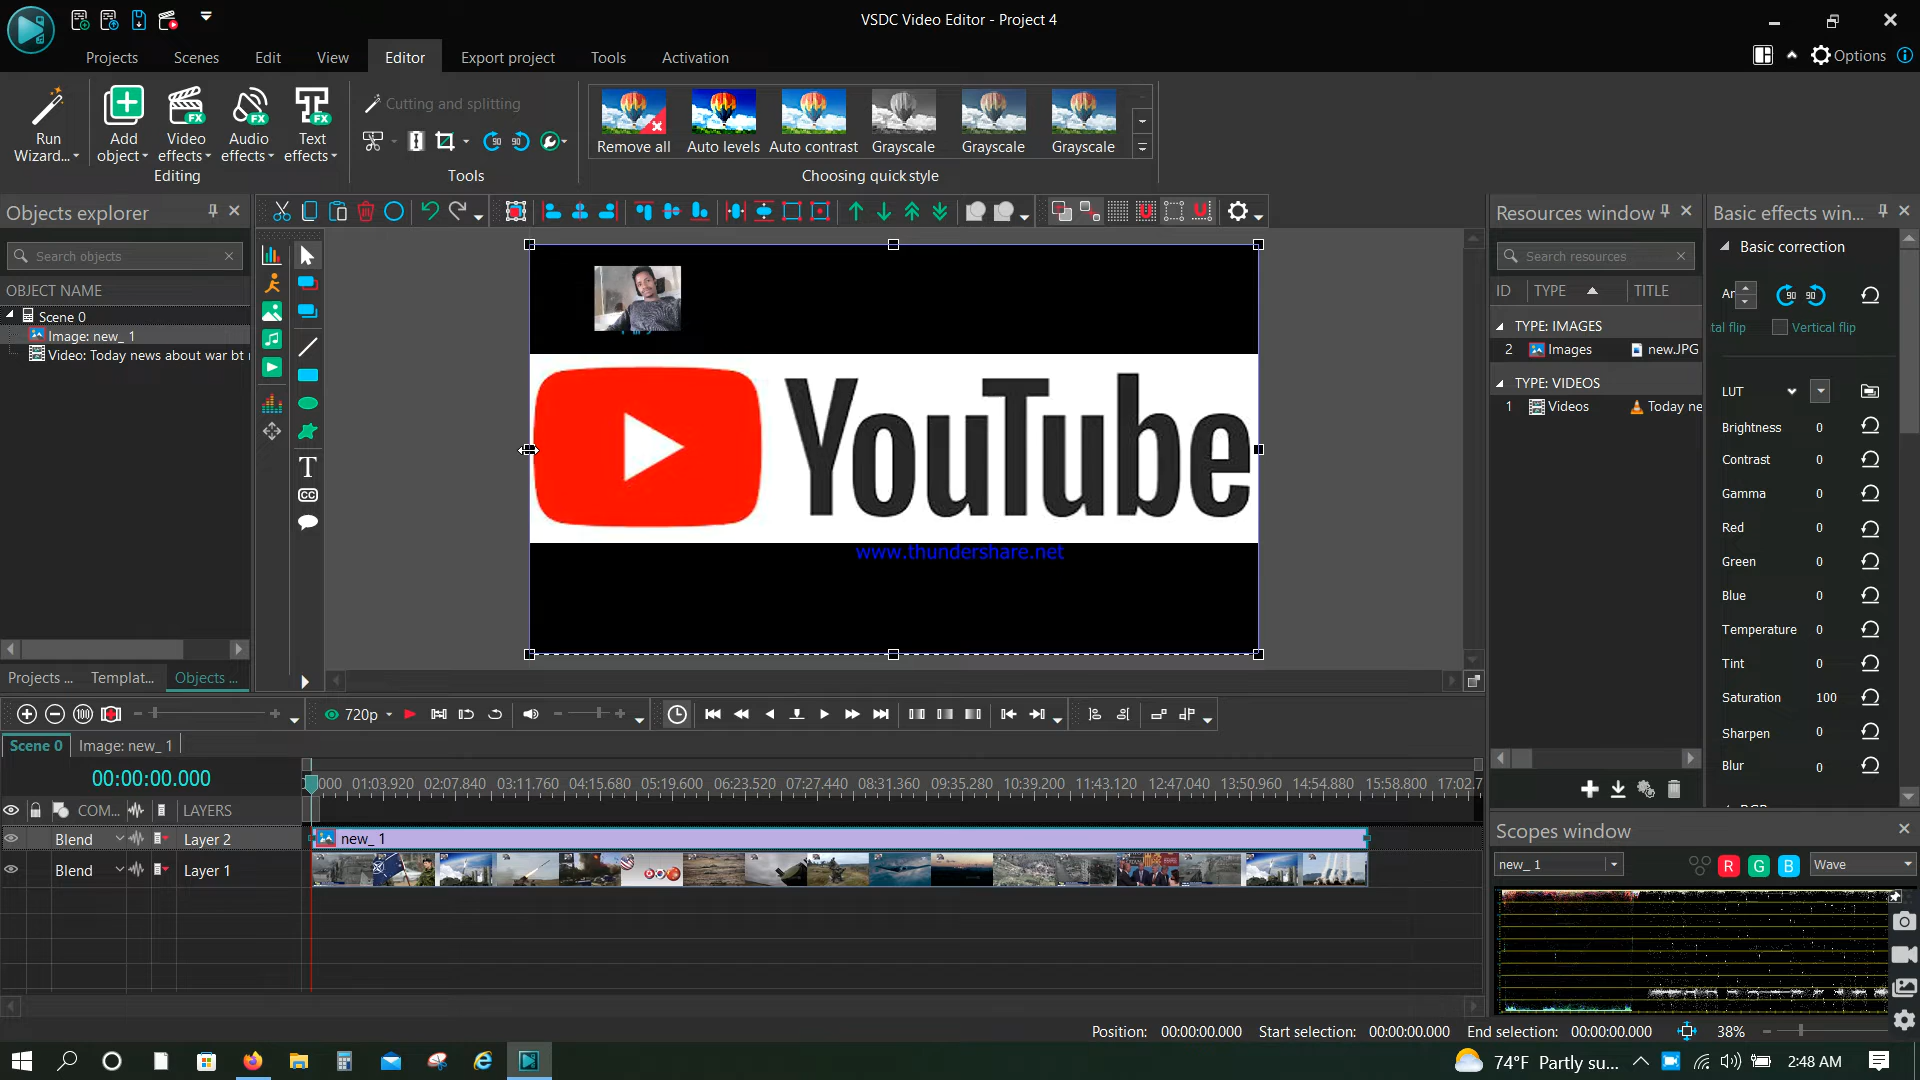 VSDC Video Editor - Project 4
Projects Scenes Edit View Editor Export project Tools Activation
Options
Run Wizard...
Add object
Video effects
Audio effects
Text effects
Editing
Cutting and splitting
Tools
Remove all Auto levels Auto contrast Grayscale Grayscale Grayscale
Choosing quick style
Objects explorer
Search objects
OBJECT NAME
Scene 0
Image: new_ 1
Video: Today news about war bt
Projects ... Templat... Objects ...
YouTube
www.thundershare.net
Resources window
Search resources
ID TYPE TITLE
TYPE: IMAGES
2 Images new.JPG
TYPE: VIDEOS
1 Videos Today ne
Basic effects win...
Basic correction
Ar 90 90
tal flip Vertical flip
LUT
Brightness 0
Contrast 0
Gamma 0
Red 0
Green 0
Blue 0
Temperature 0
Tint 0
Saturation 100
Sharpen 0
Blur 0
720p
Scene 0 Image: new_ 1
00:00:00.000
000 01:03.920 02:07.840 03:11.760 04:15.680 05:19.600 06:23.520 07:27.440 08:31.360 09:35.280 10:39.200 11:43.120 12:47.040 13:50.960 14:54.880 15:58.800 17:02.7
COM... LAYERS
Blend Layer 2 new_ 1
Blend Layer 1
Scopes window
new_ 1 R G B Wave
Position: 00:00:00.000 Start selection: 00:00:00.000 End selection: 00:00:00.000 38%
74°F Partly su... 2:48 AM